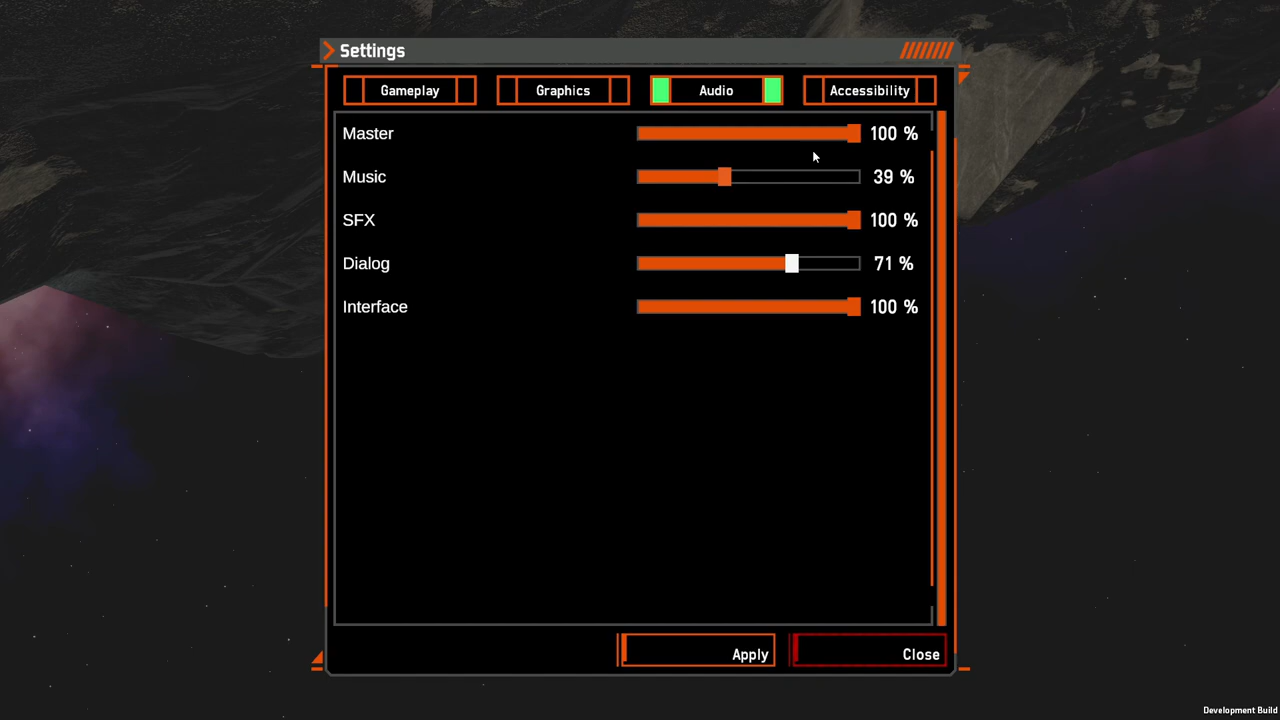 Settings
Gameplay Graphics Audio Accessibility
Master 100 %
Music 39 %
SFX 100 %
Dialog 71 %
Interface 100 %
Apply Close
Development Build